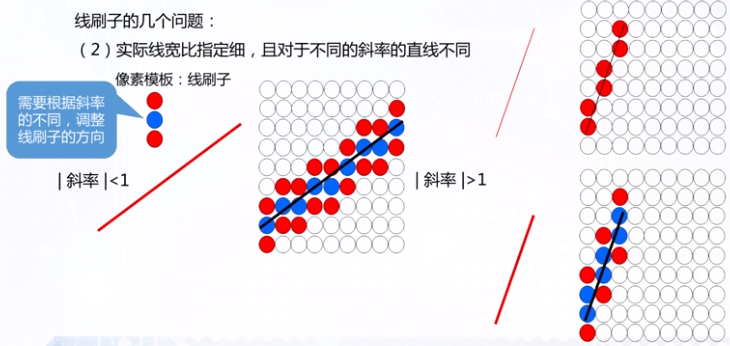 线刷子的几个问题：
（2）实际线宽比指定细，且对于不同的斜率的直线不同
像素模板：线刷子
需要根据斜率
的不同，调整
线刷子的方向
| 斜率 |<1
| 斜率 |>1